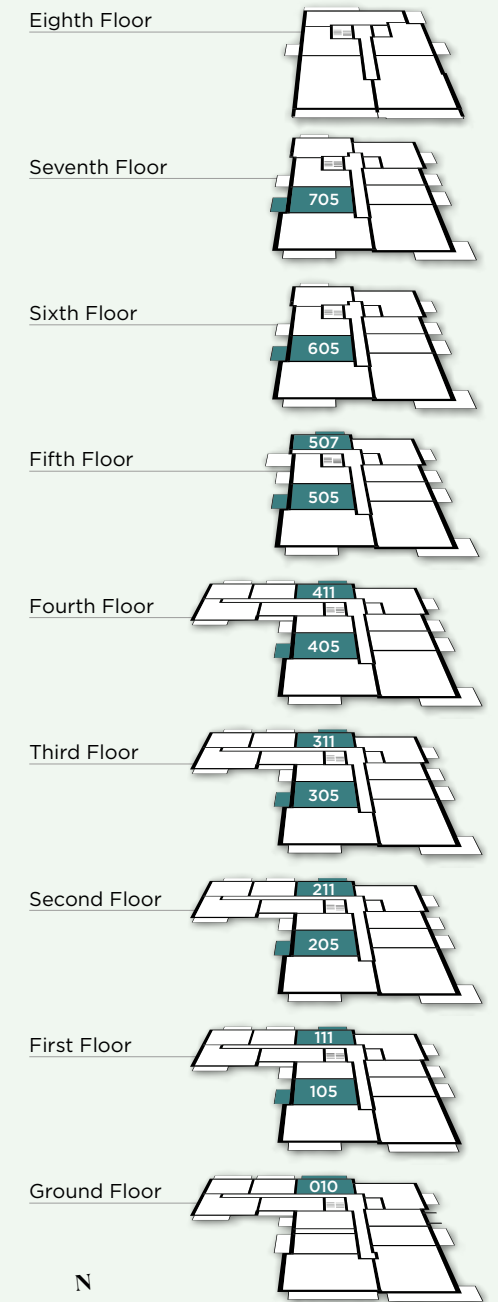 Eighth Floor
Seventh Floor
705
Sixth Floor
605
507
Fifth Floor
505
411
Fourth Floor
405
311
Third Floor
305
211
Second Floor
205
111
First Floor
105
010
Ground Floor
N